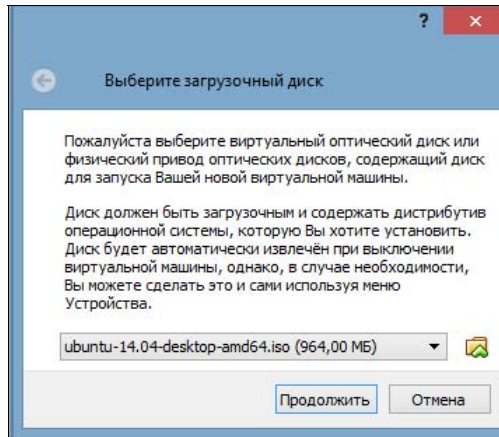 ?
×
Выберите загрузочный диск
Пожалуйста выберите виртуальный оптический диск или
физический привод оптических дисков, содержащий диск
для запуска Вашей новой виртуальной машины.
Диск должен быть загрузочным и содержать дистрибутив
операционной системы, которую Вы хотите установить.
Диск будет автоматически извлечён при выключении
виртуальной машины, однако, в случае необходимости,
Вы можете сделать это и сами используя меню
Устройства.
ubuntu-14.04-desktop-amd64.iso (964,00 МБ)
Продолжить Отмена